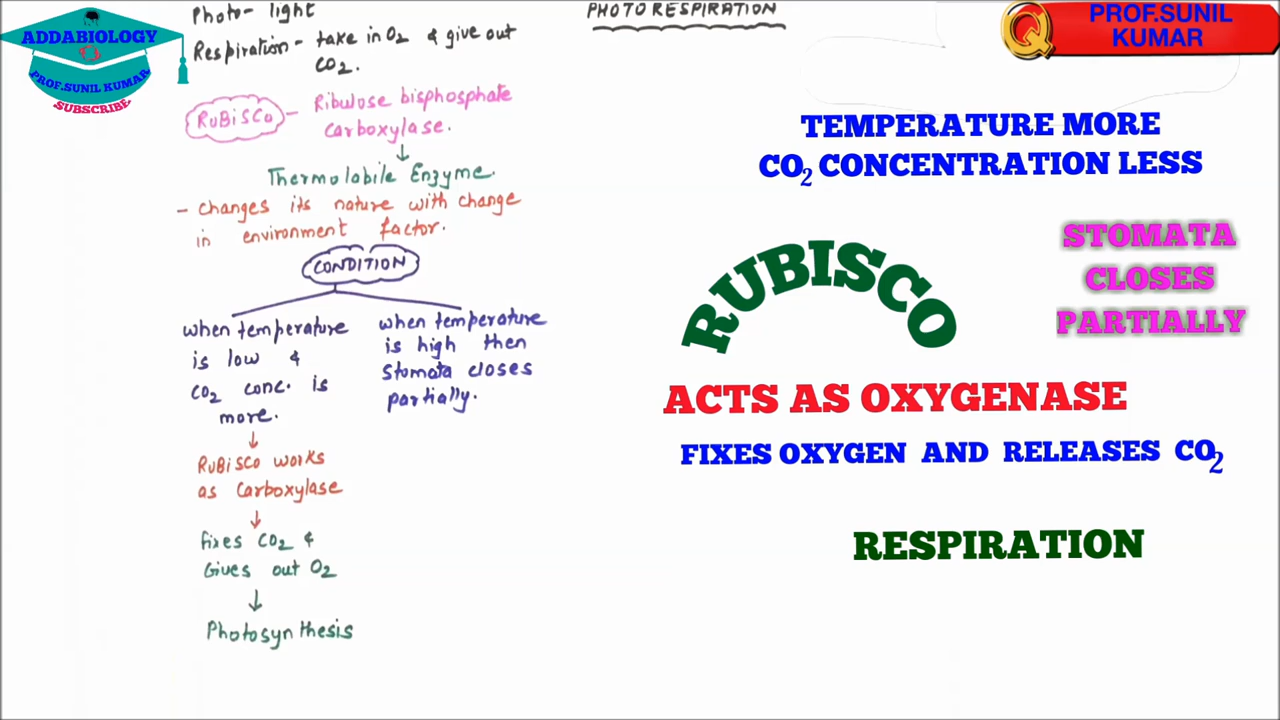 ADDABIOLOGY
PROF.SUNIL KUMAR
SUBSCRIBE
PHOTORESPIRATION
PROF.SUNIL
KUMAR
Q
Photo- light
Respiration- take in O2 & give out
CO2.
RuBisCo - Ribulose bisphosphate
carboxylase.
↓
Thermolabile Enzyme.
- Changes its nature with change
in environment factor.
CONDITION
when temperature
is low &
CO2 conc. is
more.
↓
RuBisco works
as Carboxylase
↓
fixes CO2 &
Gives out O2
↓
Photosynthesis
when temperature
is high then
Stomata closes
partially.
TEMPERATURE MORE
CO2 CONCENTRATION LESS
STOMATA
CLOSES
PARTIALLY
RUBISCO
ACTS AS OXYGENASE
FIXES OXYGEN AND RELEASES CO2
RESPIRATION